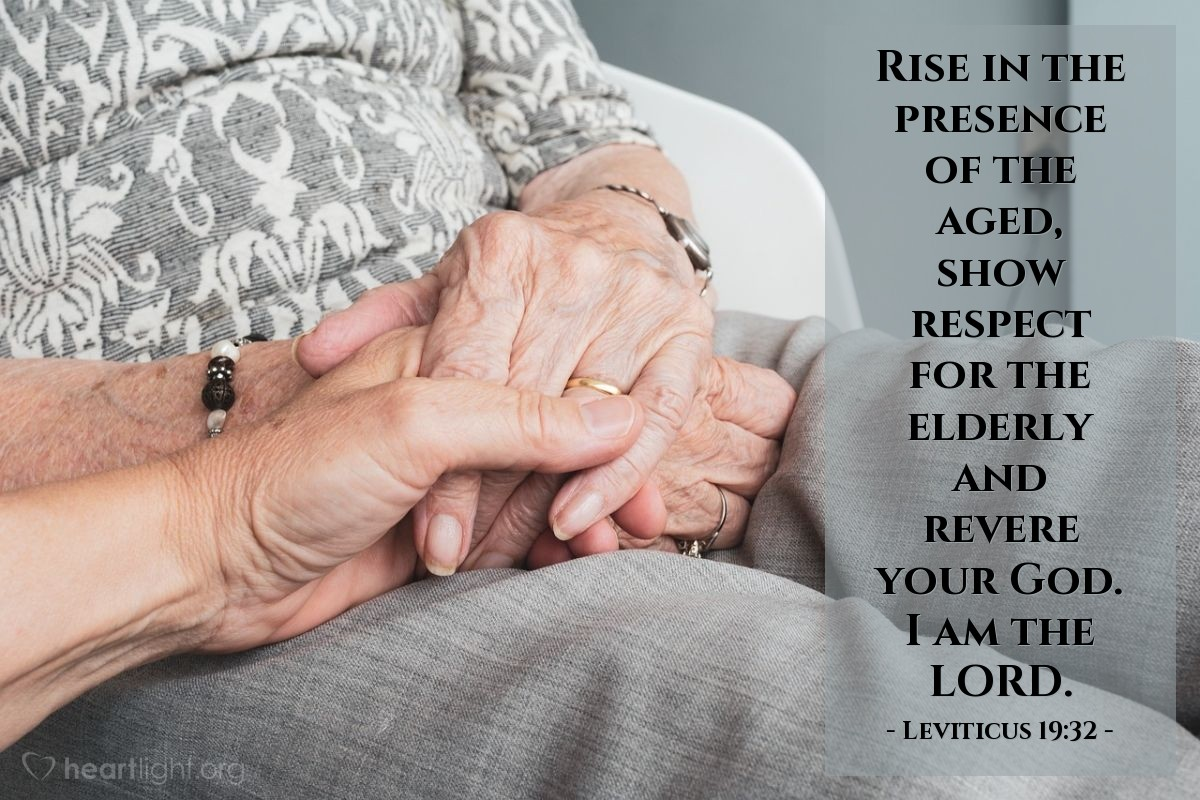 Rise in the
presence
of the
aged,
show
respect
for the
elderly
and
revere
your God.
I am the
LORD.
- Leviticus 19:32 -
heartlight.org